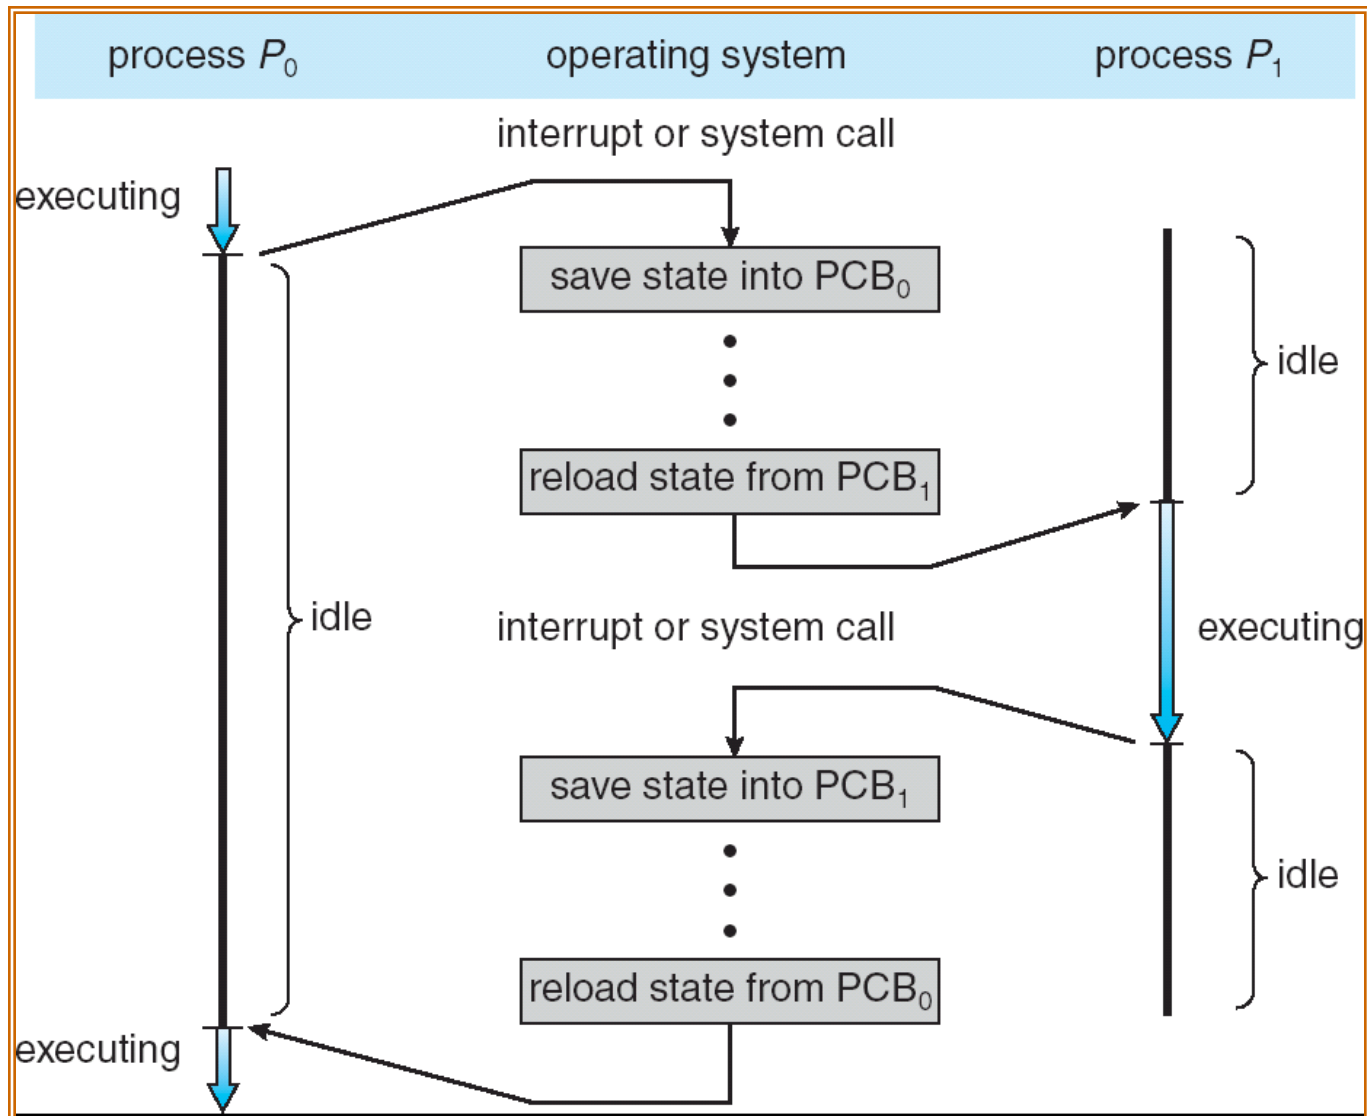 process P₀ operating system process P₁
interrupt or system call
executing
save state into PCB₀
idle
reload state from PCB₁
idle
interrupt or system call
executing
save state into PCB₁
idle
reload state from PCB₀
executing